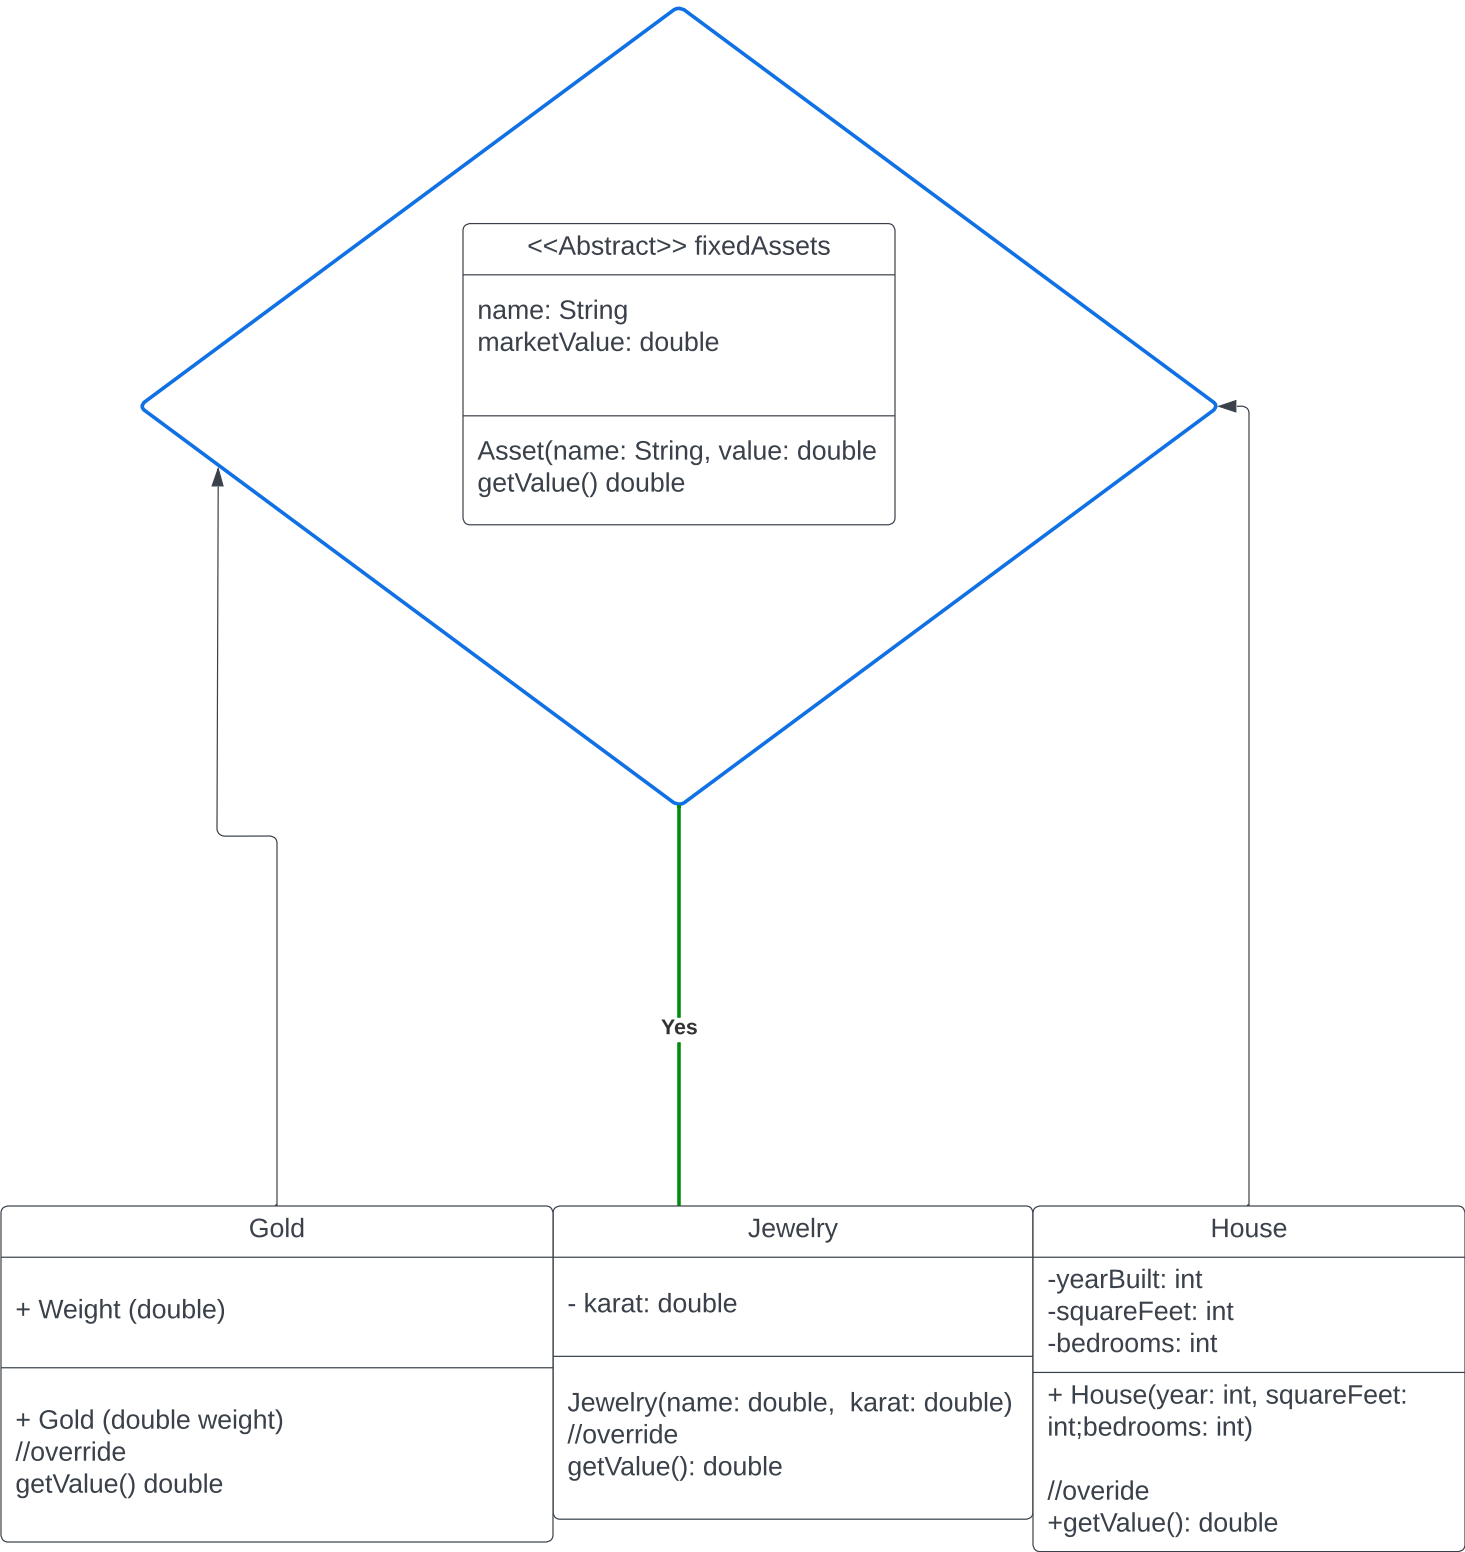 <<Abstract>> fixedAssets
name: String
marketValue: double
Asset(name: String, value: double
getValue() double
Yes
Gold
+ Weight (double)
+ Gold (double weight)
//override
getValue() double
Jewelry
- karat: double
Jewelry(name: double,  karat: double)
//override
getValue(): double
House
-yearBuilt: int
-squareFeet: int
-bedrooms: int
+ House(year: int, squareFeet:
int;bedrooms: int)
//overide
+getValue(): double